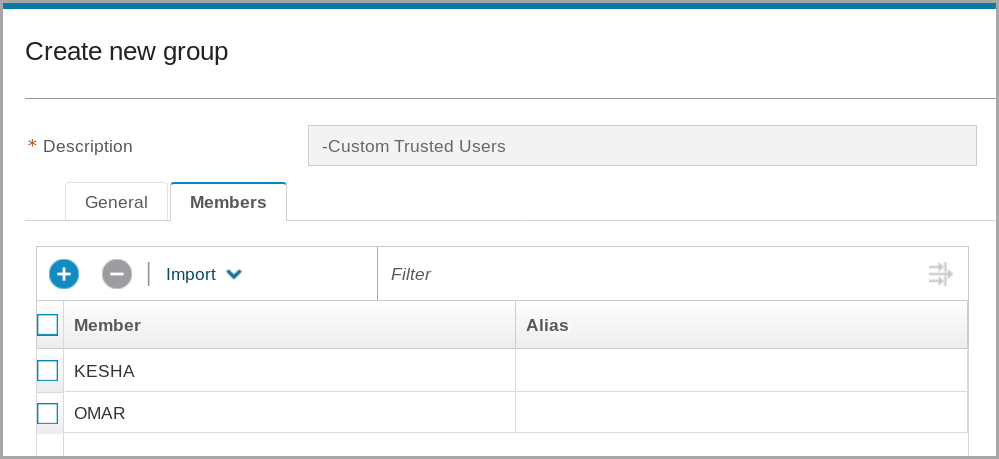 Create new group
* Description -Custom Trusted Users
General Members
Import Filter
Member Alias
KESHA
OMAR